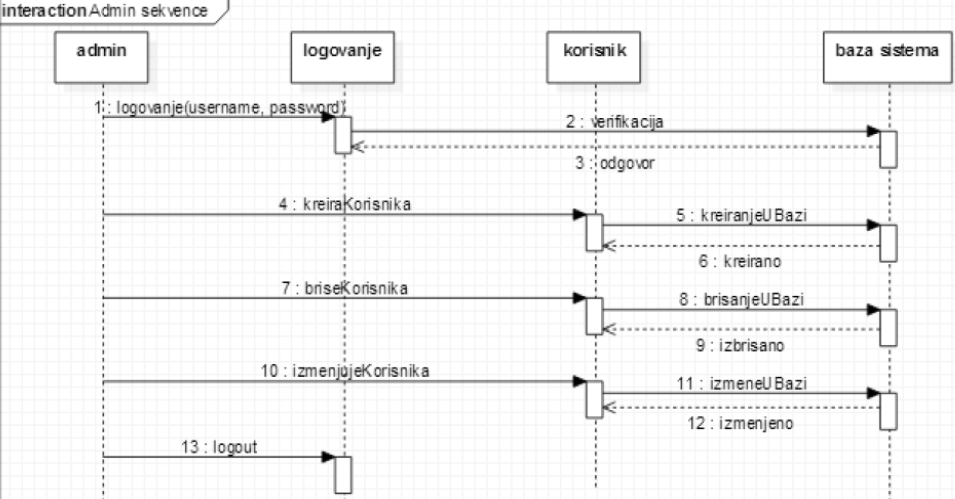 interaction Admin sekvence
admin
logovanje
korisnik
baza sistema
1 : logovanje(username, password)
2 : verifikacija
3 : odgovor
4 : kreiraKorisnika
5 : kreiranjeUBazi
6 : kreirano
7 : briseKorisnika
8 : brisanjeUBazi
9 : izbrisano
10 : izmenjujeKorisnika
11 : izmeneUBazi
12 : izmenjeno
13 : logout